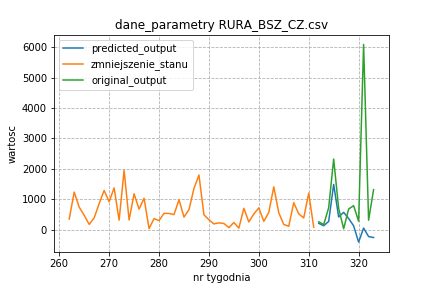 dane_parametry RURA_BSZ_CZ.csv
predicted_output
zmniejszenie_stanu
original_output
6000
5000
4000
3000
2000
1000
0
wartosc
260 270 280 290 300 310 320
nr tygodnia